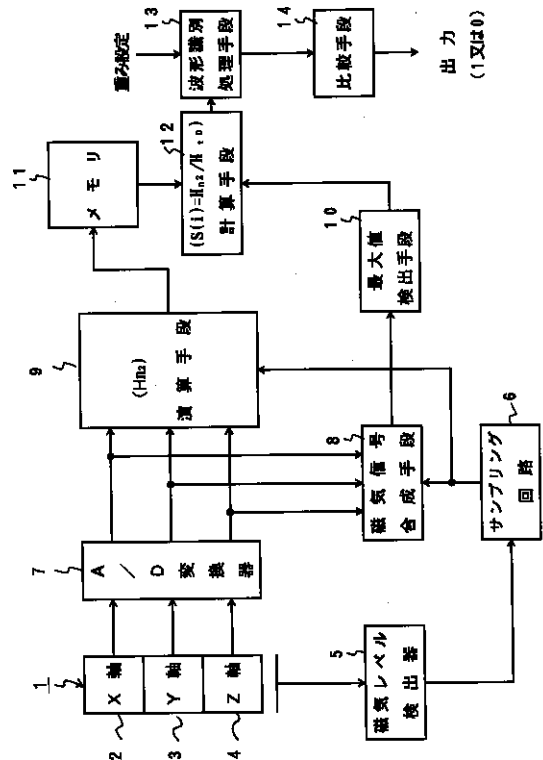 1
X軸
2
Y軸
3
Z軸
4
磁気レベル
検出器
5
サンプリング
回路
6
A/D変換器
7
磁気信号
合成手段
8
(Hn2)
演算手段
9
最大値
検出手段
10
メモリ
11
(S(i)=Hn2/HtD)
計算手段
12
重み設定
波形識別
処理手段
13
比較手段
14
出力
(1又は0)